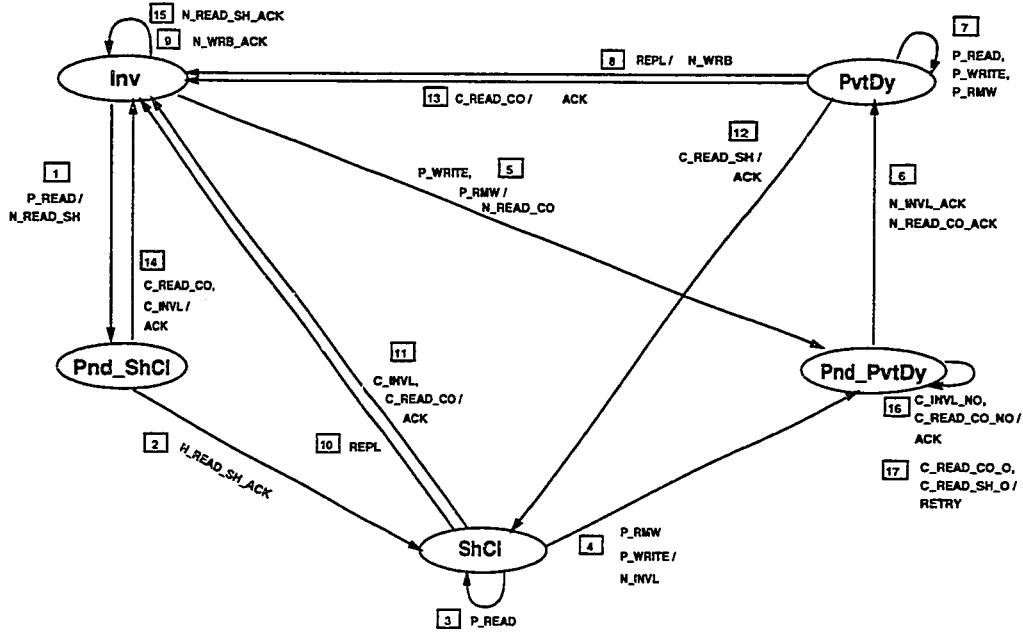 15 N_READ_SH_ACK
9 N_WRB_ACK
Inv
8 REPL / N_WRB
13 C_READ_CO / ACK
PvtDy
7
P_READ,
P_WRITE,
P_RMW
12
C_READ_SH /
ACK
1
P_READ /
N_READ_SH
P_WRITE, 5
P_RMW /
N_READ_CO
6
N_INVL_ACK
N_READ_CO_ACK
14
C_READ_CO,
C_INVL /
ACK
Pnd_ShCl
11
C_INVL,
C_READ_CO /
ACK
Pnd_PvtDy
16 C_INVL_NO,
C_READ_CO_NO /
ACK
17 C_READ_CO_O,
C_READ_SH_O /
RETRY
2 N_READ_SH_ACK
10 REPL
ShCl
4 P_RMW
P_WRITE /
N_INVL
3 P_READ